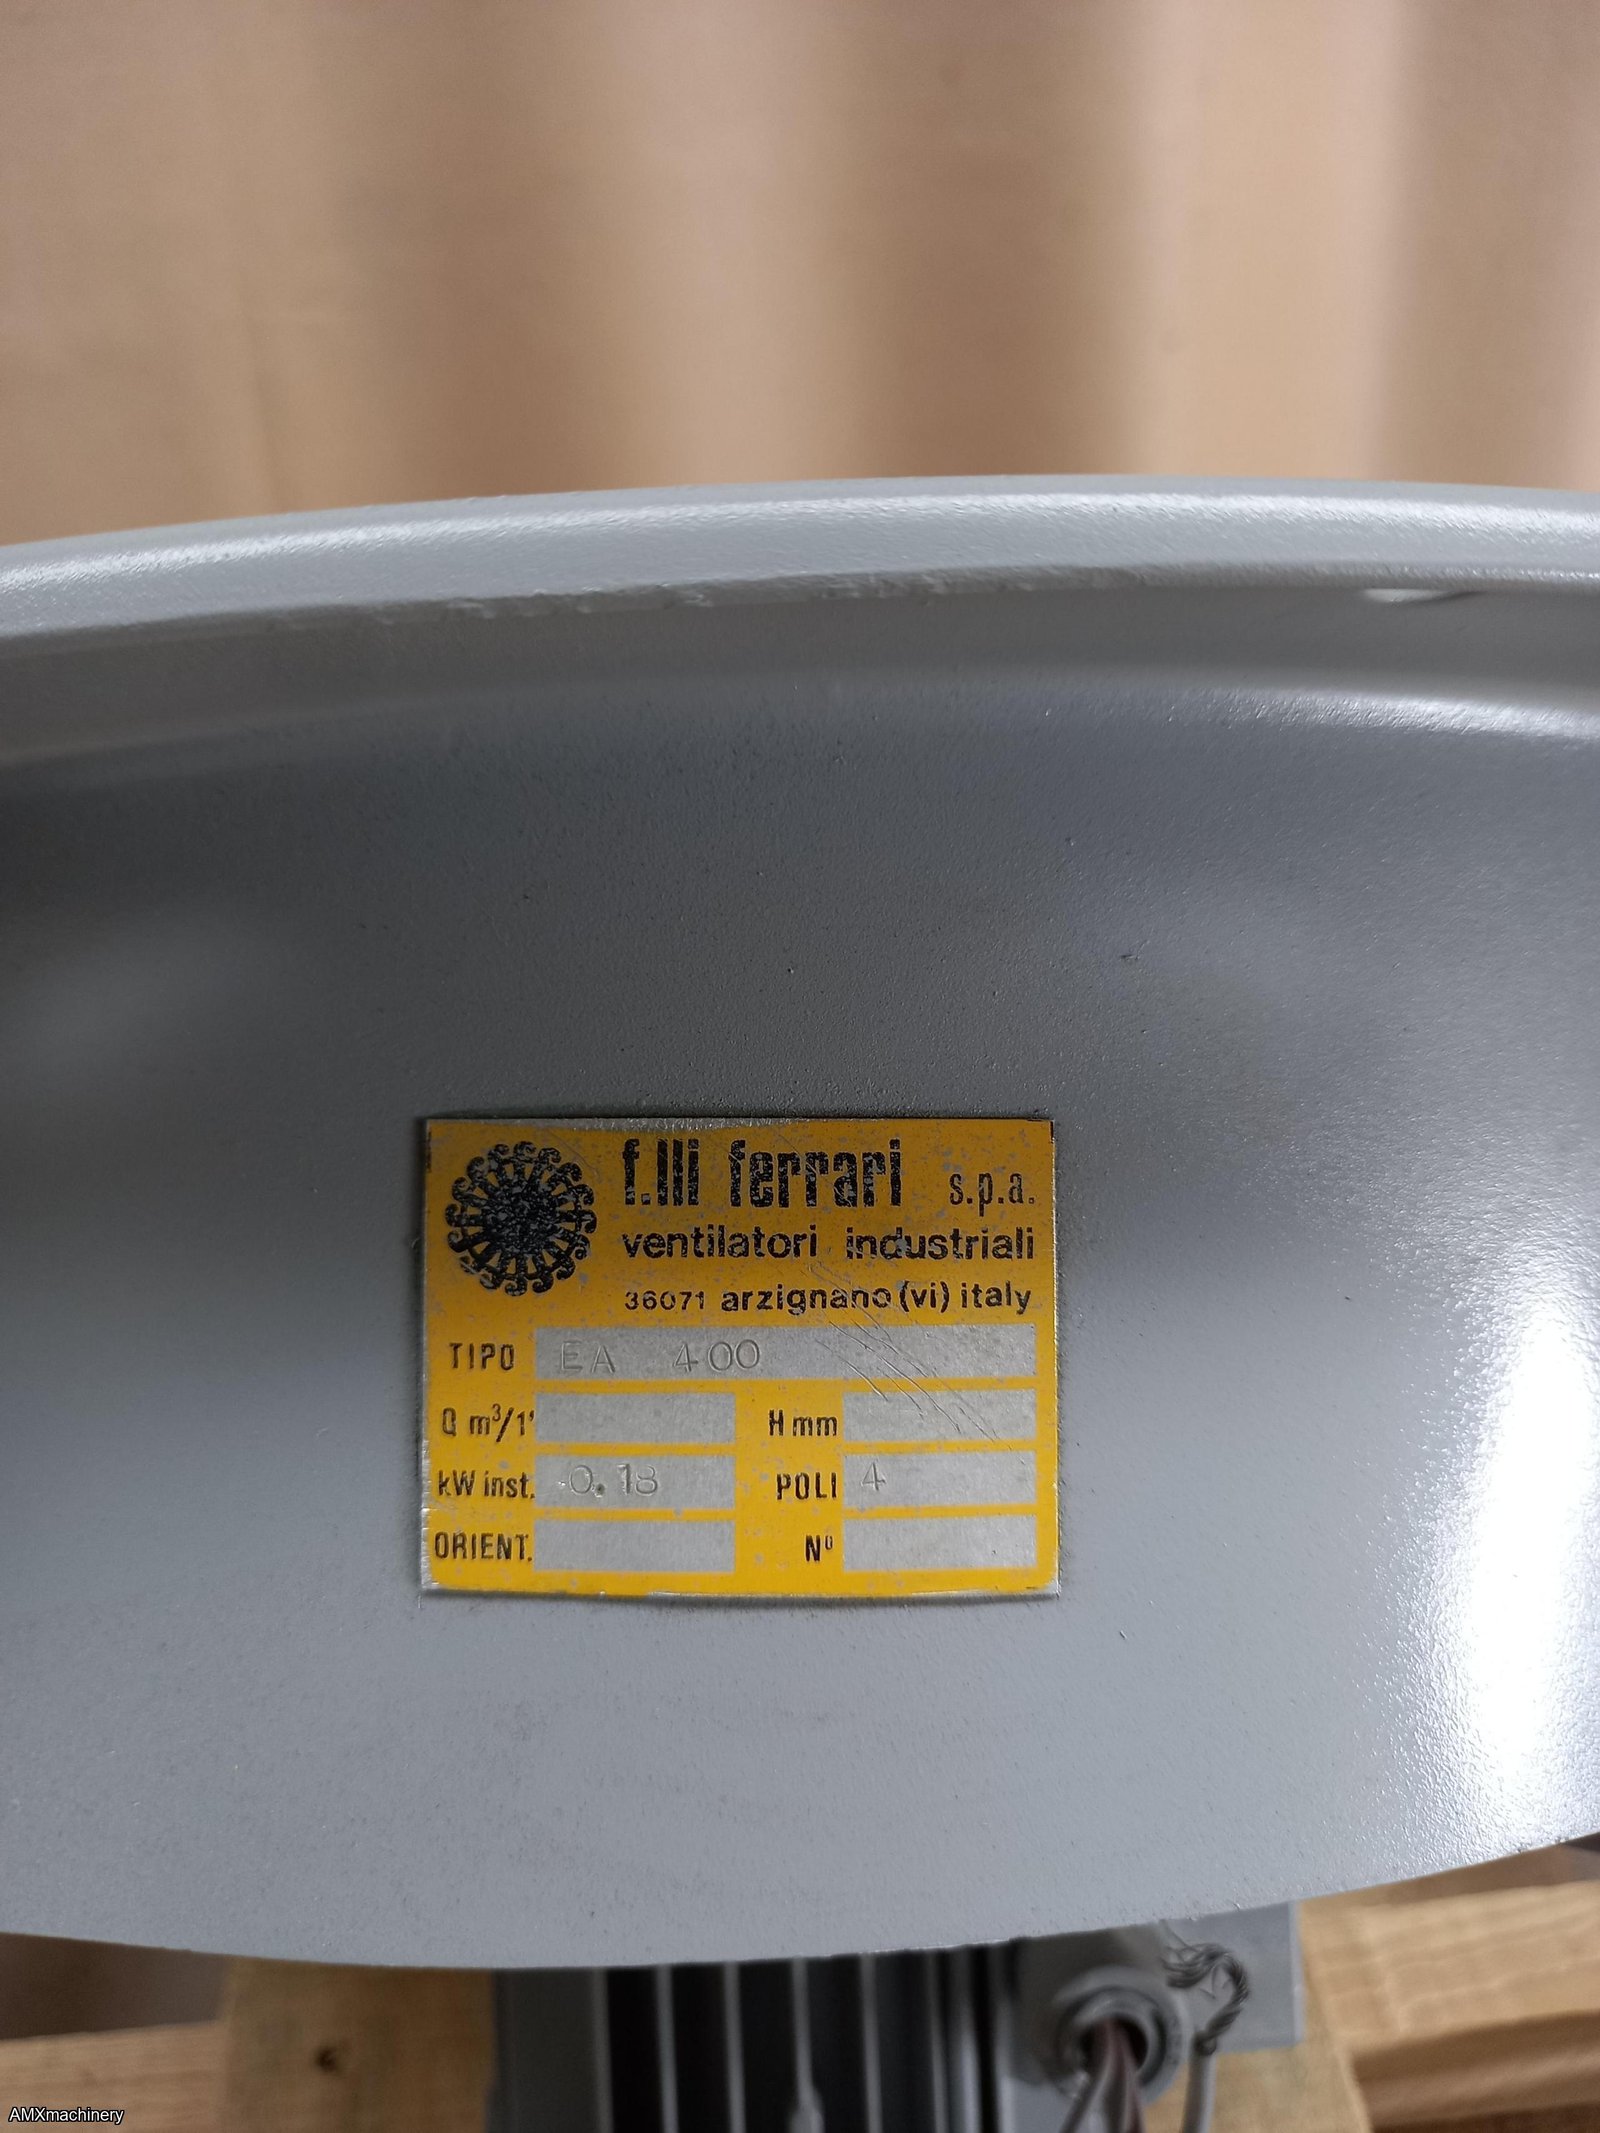 f.lli ferrari s.p.a.
ventilatori industriali
36071 arzignano (vi) italy
TIPO EA 400
Q m³/1' H mm
kW inst. 0.18 POLI 4
ORIENT. Nº
AMXmachinery